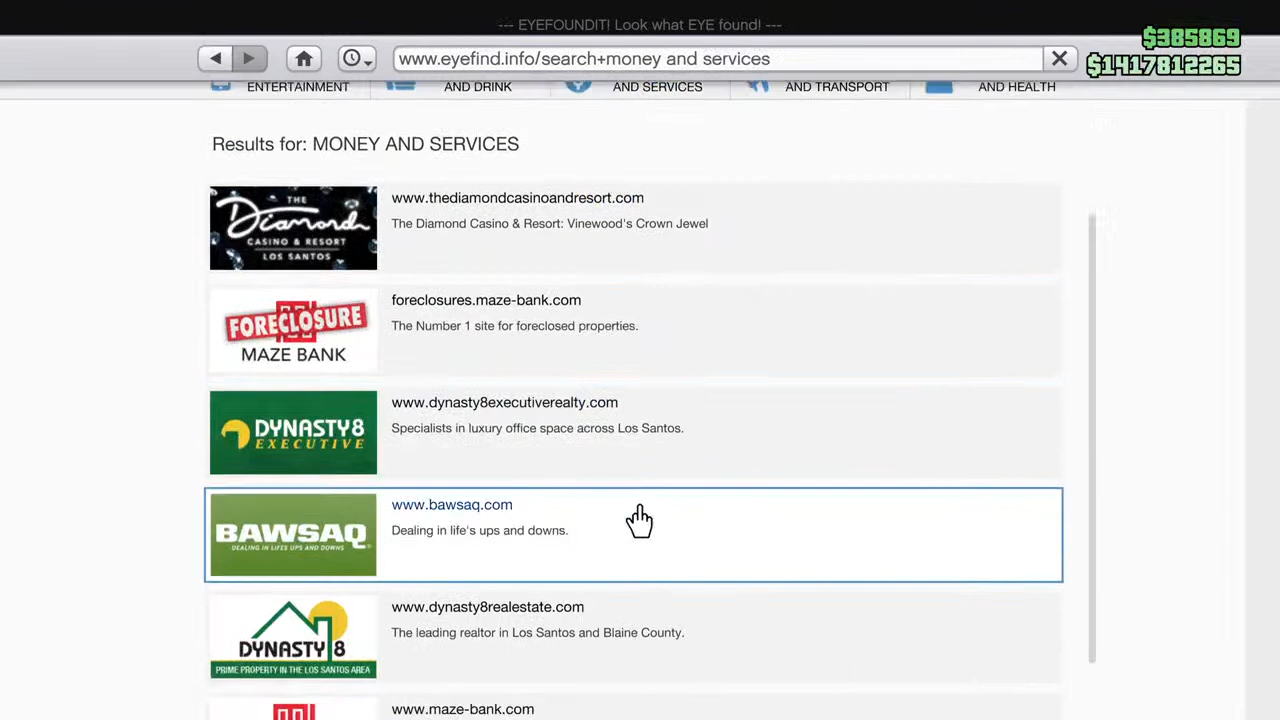 --- EYEFOUNDIT! Look what EYE found! ---
$385869
www.eyefind.info/search+money and services
$1417812265
ENTERTAINMENT
AND DRINK
AND SERVICES
AND TRANSPORT
AND HEALTH
Results for: MONEY AND SERVICES
THE
Diamond
CASINO & RESORT
LOS SANTOS
www.thediamondcasinoandresort.com
The Diamond Casino & Resort: Vinewood's Crown Jewel
FORECLOSURE
MAZE BANK
foreclosures.maze-bank.com
The Number 1 site for foreclosed properties.
DYNASTY 8
EXECUTIVE
www.dynasty8executiverealty.com
Specialists in luxury office space across Los Santos.
BAWSAQ
DEALING IN LIFE'S UPS AND DOWNS
www.bawsaq.com
Dealing in life's ups and downs.
DYNASTY 8
PRIME PROPERTY IN THE LOS SANTOS AREA
www.dynasty8realestate.com
The leading realtor in Los Santos and Blaine County.
www.maze-bank.com